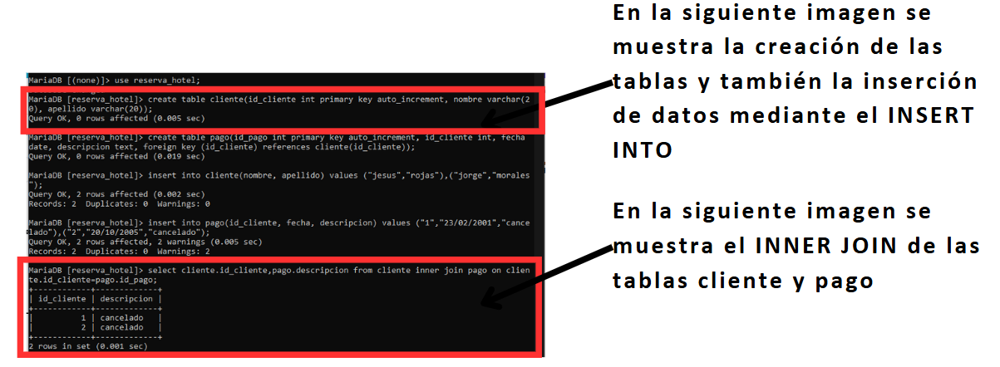 MariaDB [(none)]> use reserva_hotel;
MariaDB [reserva_hotel]> create table cliente(id_cliente int primary key auto_increment, nombre varchar(2
0), apellido varchar(20));
Query OK, 0 rows affected (0.005 sec)
MariaDB [reserva_hotel]> create table pago(id_pago int primary key auto_increment, id_cliente int, fecha
date, descripcion text, foreign key (id_cliente) references cliente(id_cliente));
Query OK, 0 rows affected (0.019 sec)
MariaDB [reserva_hotel]> insert into cliente(nombre, apellido) values ("jesus","rojas"),("jorge","morales
");
Query OK, 2 rows affected (0.002 sec)
Records: 2  Duplicates: 0  Warnings: 0
MariaDB [reserva_hotel]> insert into pago(id_cliente, fecha, descripcion) values ("1","23/02/2001","cance
lado"),("2","20/10/2005","cancelado");
Query OK, 2 rows affected, 2 warnings (0.005 sec)
Records: 2  Duplicates: 0  Warnings: 2
MariaDB [reserva_hotel]> select cliente.id_cliente,pago.descripcion from cliente inner join pago on clien
te.id_cliente=pago.id_pago;
+------------+-------------+
| id_cliente | descripcion |
+------------+-------------+
|          1 | cancelado   |
|          2 | cancelado   |
+------------+-------------+
2 rows in set (0.001 sec)
En la siguiente imagen se
muestra la creación de las
tablas y también la inserción
de datos mediante el INSERT
INTO
En la siguiente imagen se
muestra el INNER JOIN de las
tablas cliente y pago